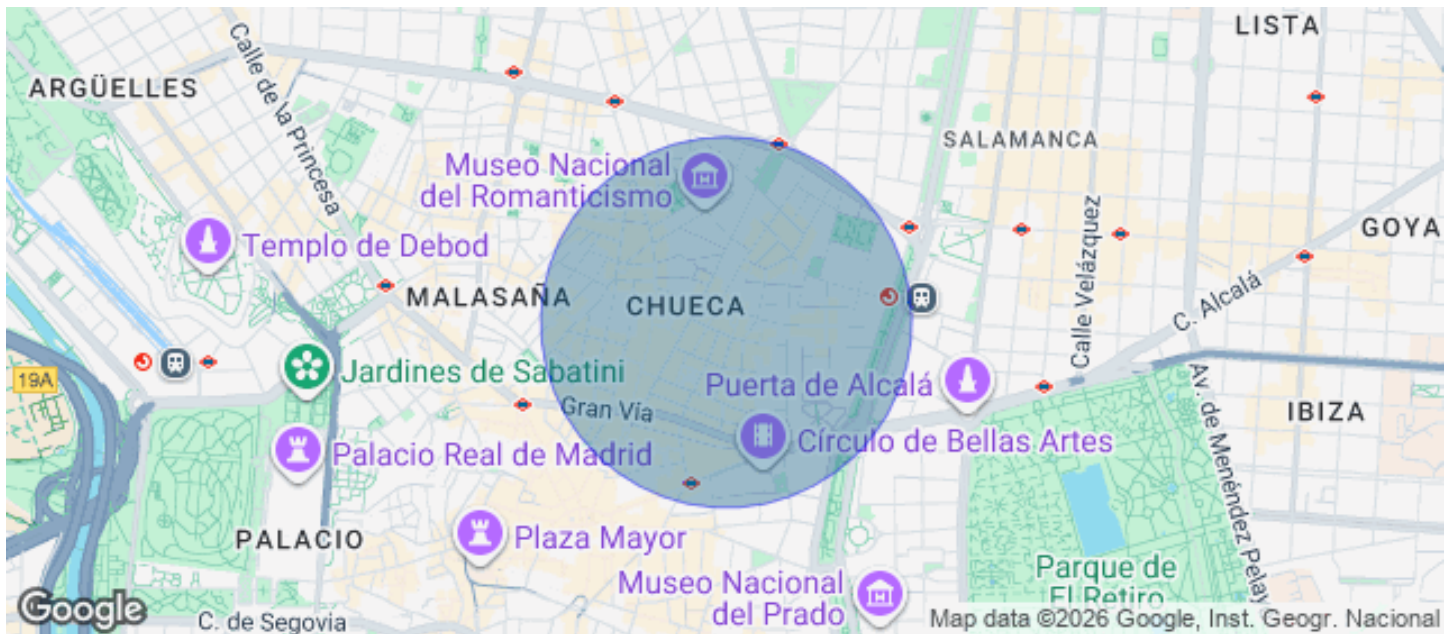 LISTA
ARGÜELLES
Calle de la Princesa
SALAMANCA
Museo Nacional
del Romanticismo
Calle Velázquez
GOYA
Templo de Debod
MALASAÑA
CHUECA
C. Alcalá
19A
Jardines de Sabatini
Puerta de Alcalá
Gran Vía
Av. de Menéndez Pelay
IBIZA
Palacio Real de Madrid
Círculo de Bellas Artes
PALACIO
Plaza Mayor
Museo Nacional
del Prado
Parque de
El Retiro
Google
C. de Segovia
Map data ©2026 Google, Inst. Geogr. Nacional